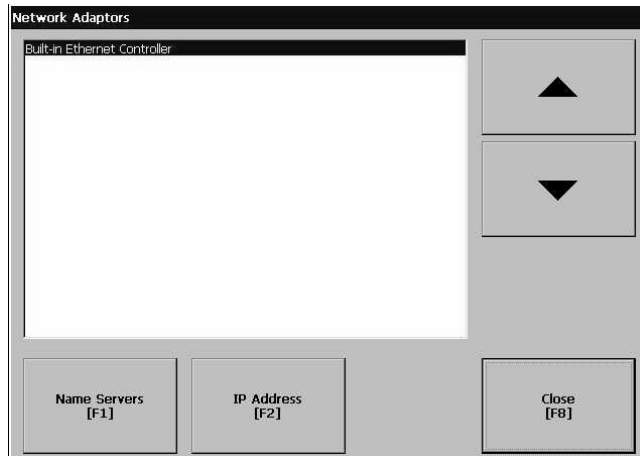 Network Adaptors
Built-in Ethernet Controller
Name Servers
[F1]
IP Address
[F2]
Close
[F8]